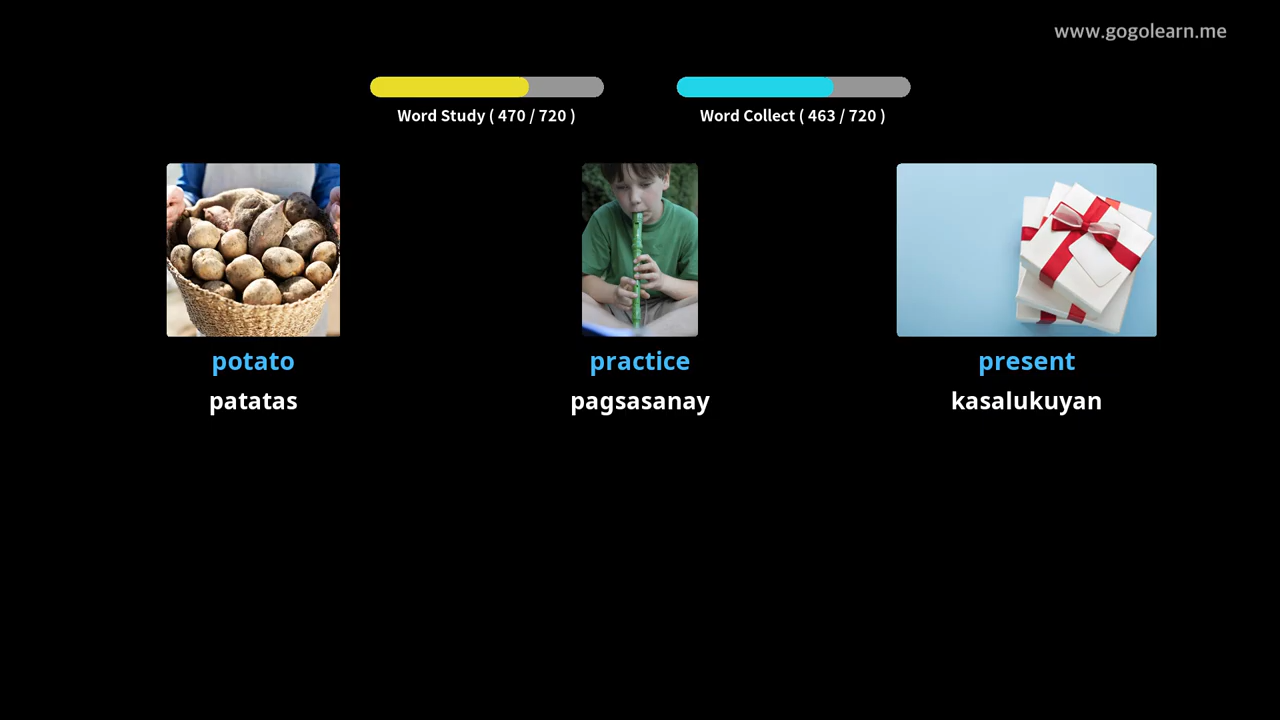 www.gogolearn.me
Word Study ( 470 / 720 )
Word Collect ( 463 / 720 )
potato
patatas
practice
pagsasanay
present
kasalukuyan